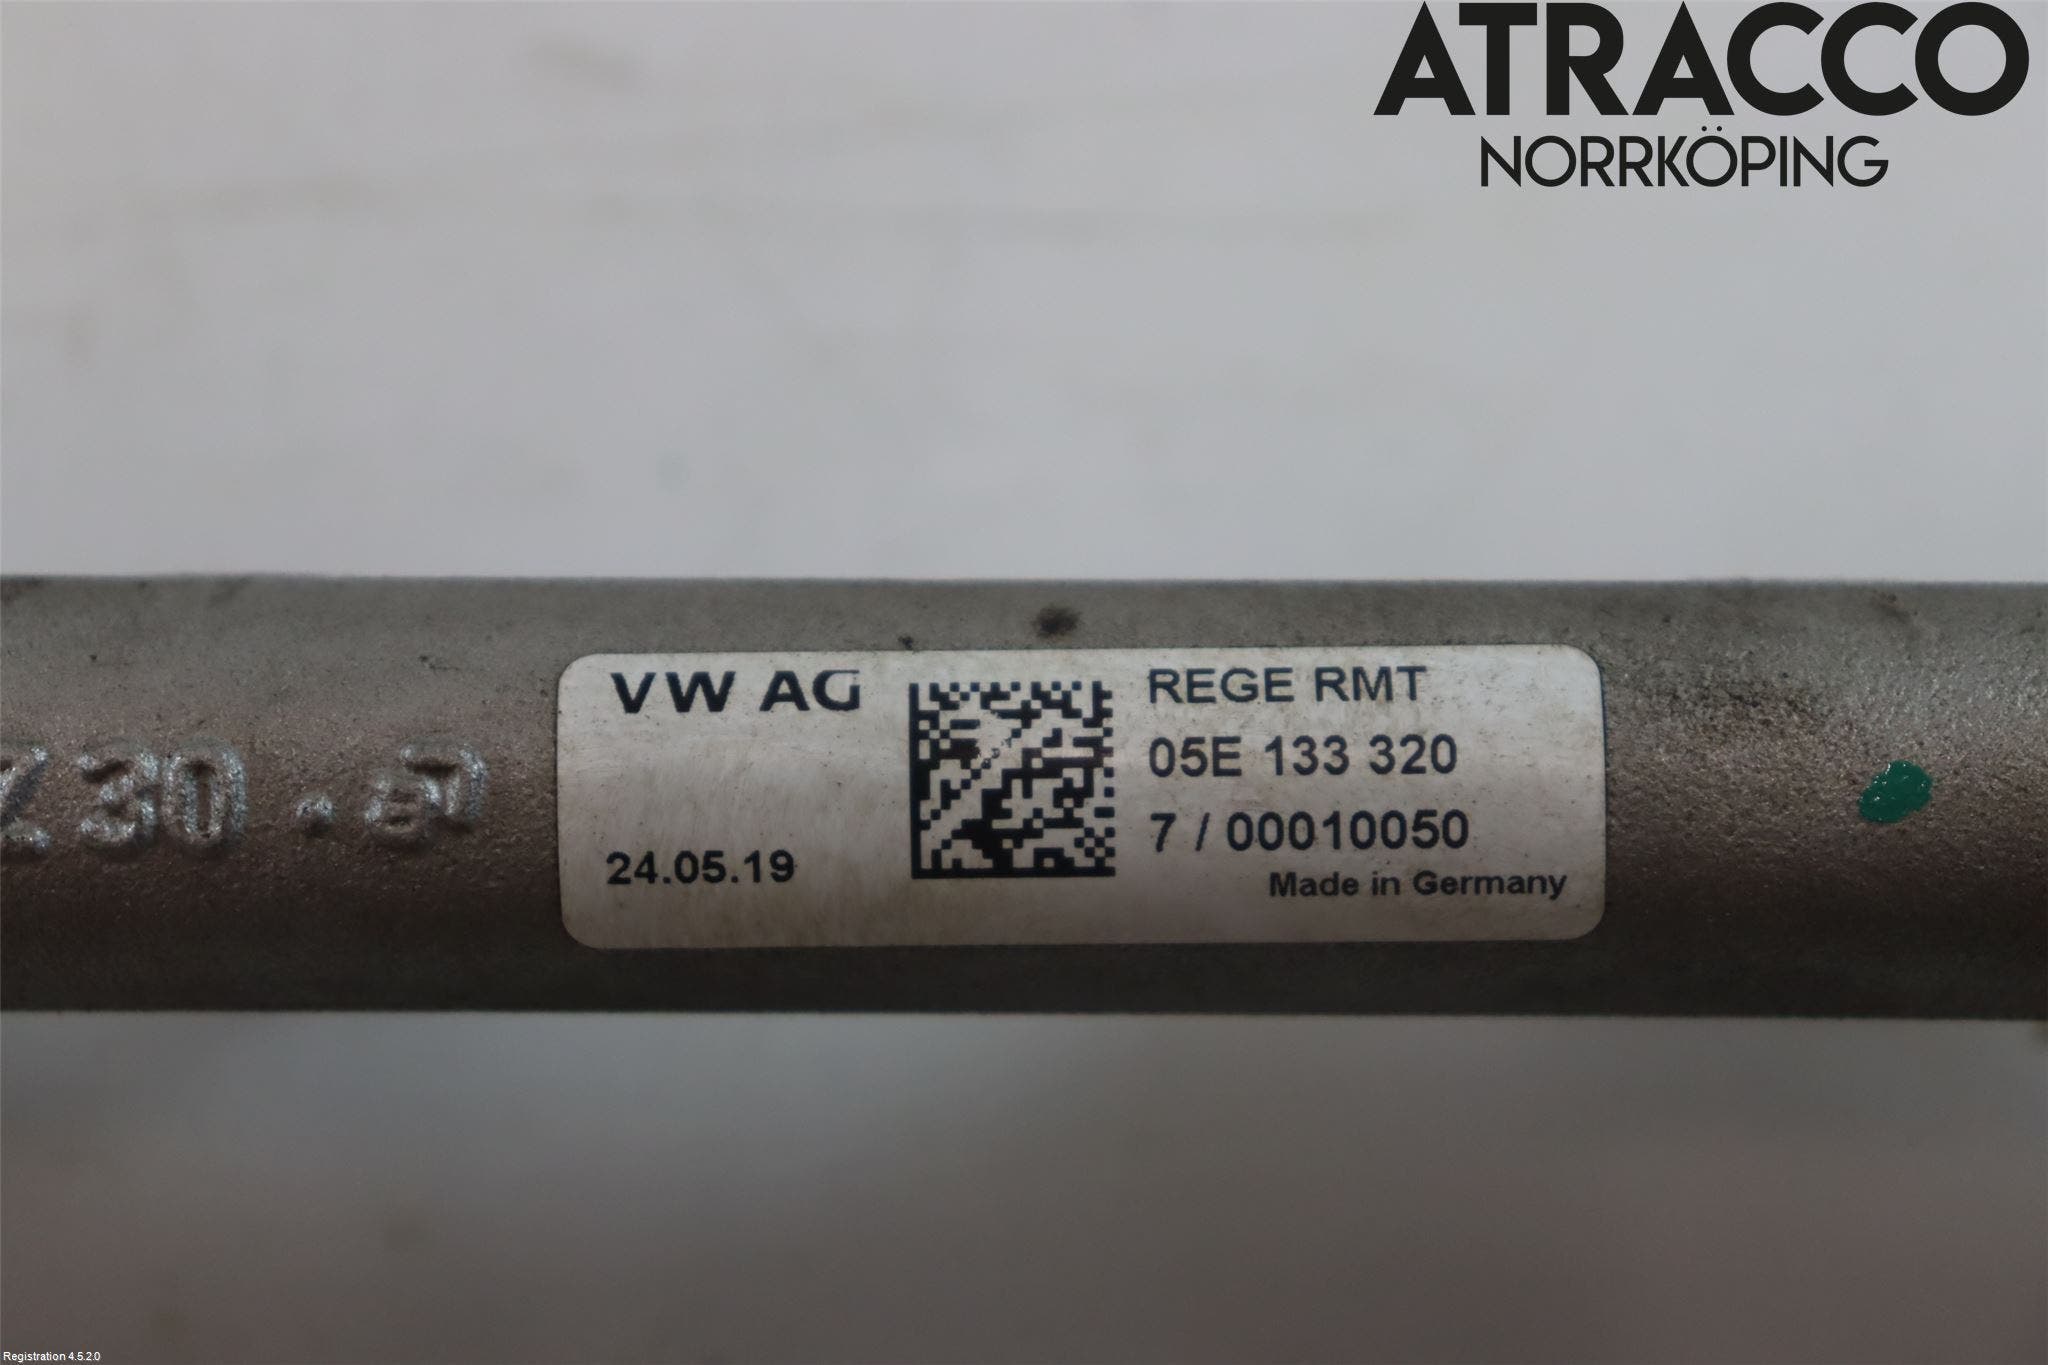 ATRACCO
NORRKÖPING
VW AG
REGE RMT
05E 133 320
7 / 00010050
24.05.19
Made in Germany
Registration 4.5.2.0